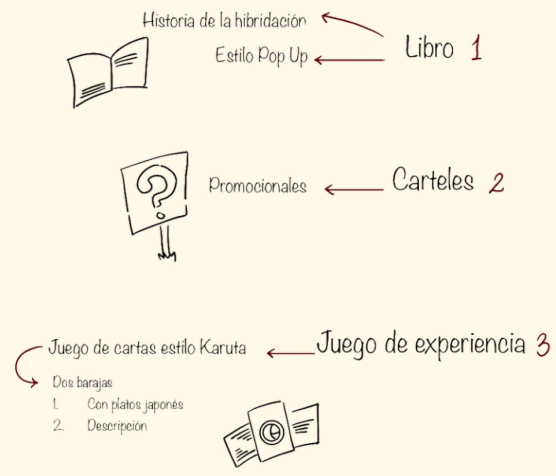 Historia de la hibridación
Libro 1
Estilo Pop Up
?
Promocionales
Carteles 2
Juego de cartas estilo Karuta
Juego de experiencia 3
Dos barajas
1. Con platos japonés
2. Descripción